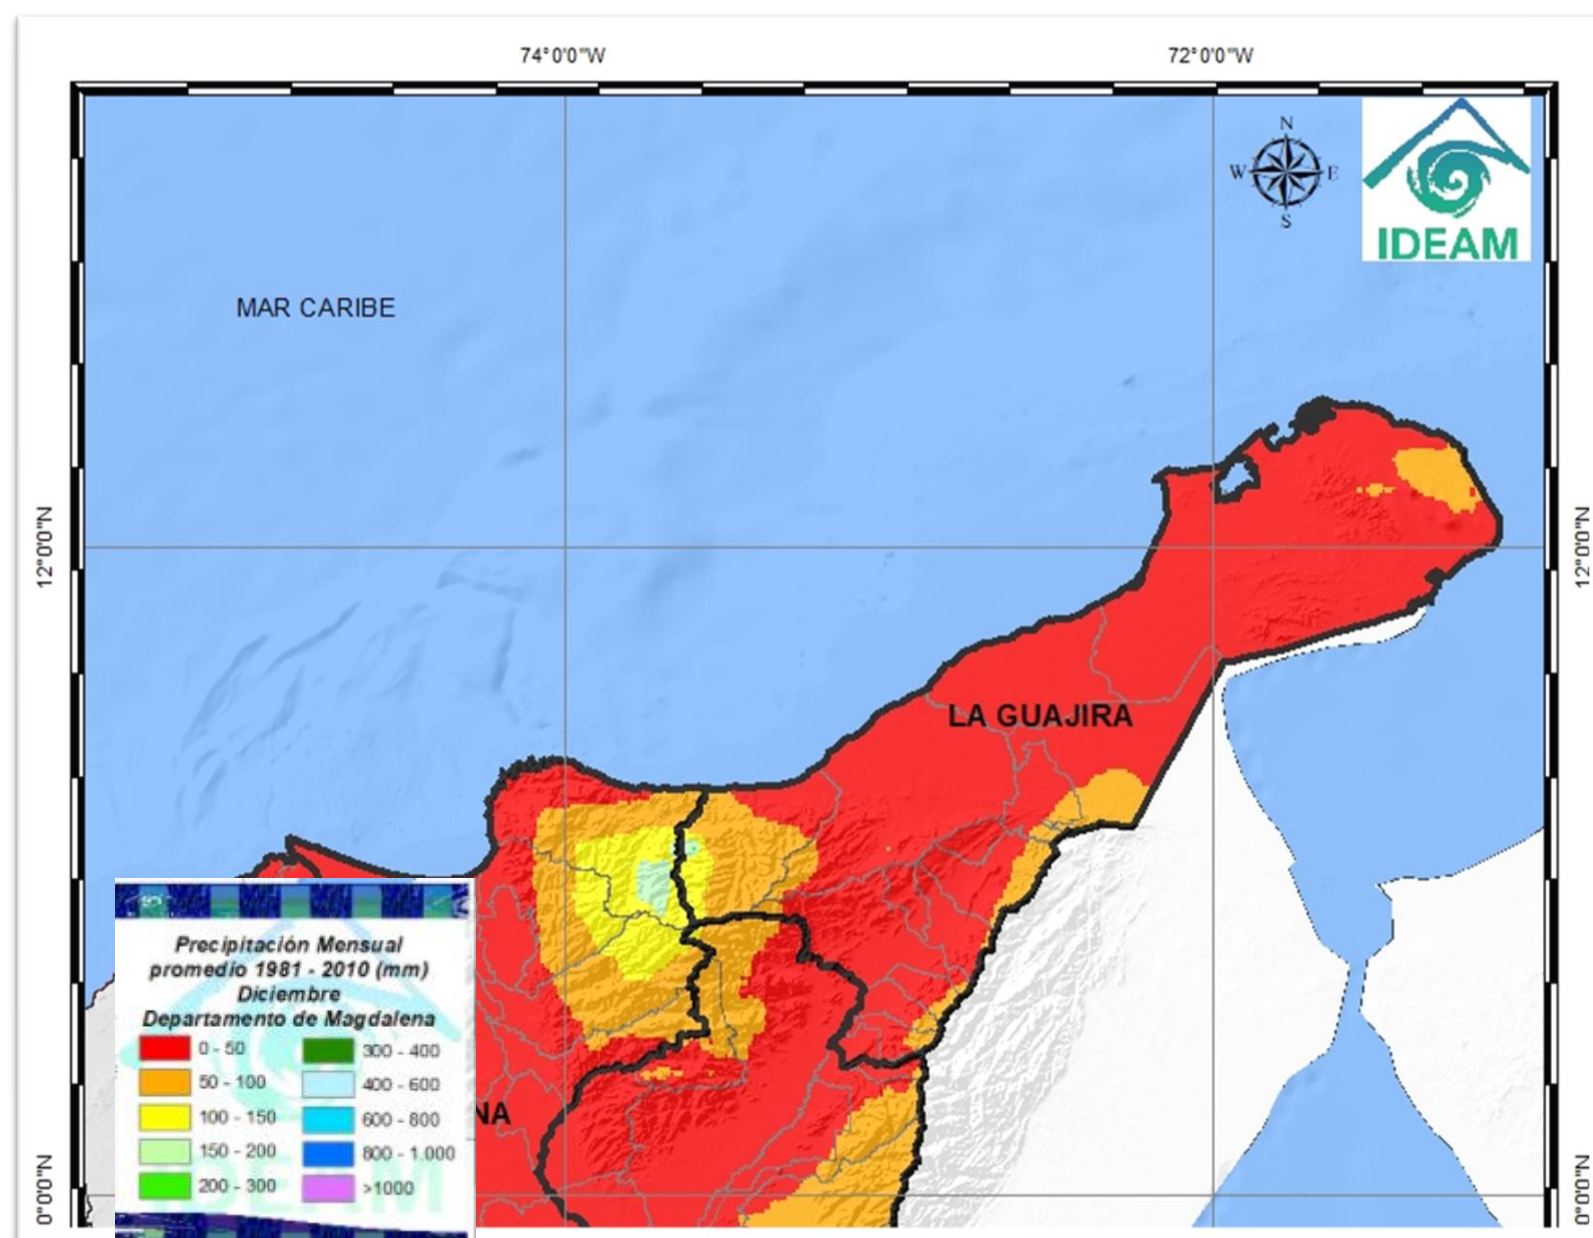 74°0'0"W 72°0'0"W
N
W E
S
IDEAM
MAR CARIBE
12°0'0"N
12°0'0"N
LA GUAJIRA
Precipitación Mensual
promedio 1981 - 2010 (mm)
Diciembre
Departamento de Magdalena
0 - 50
50 - 100
100 - 150
150 - 200
200 - 300
300 - 400
400 - 600
600 - 800
800 - 1.000
>1000
NA
0°0'0"N
0°0'0"N